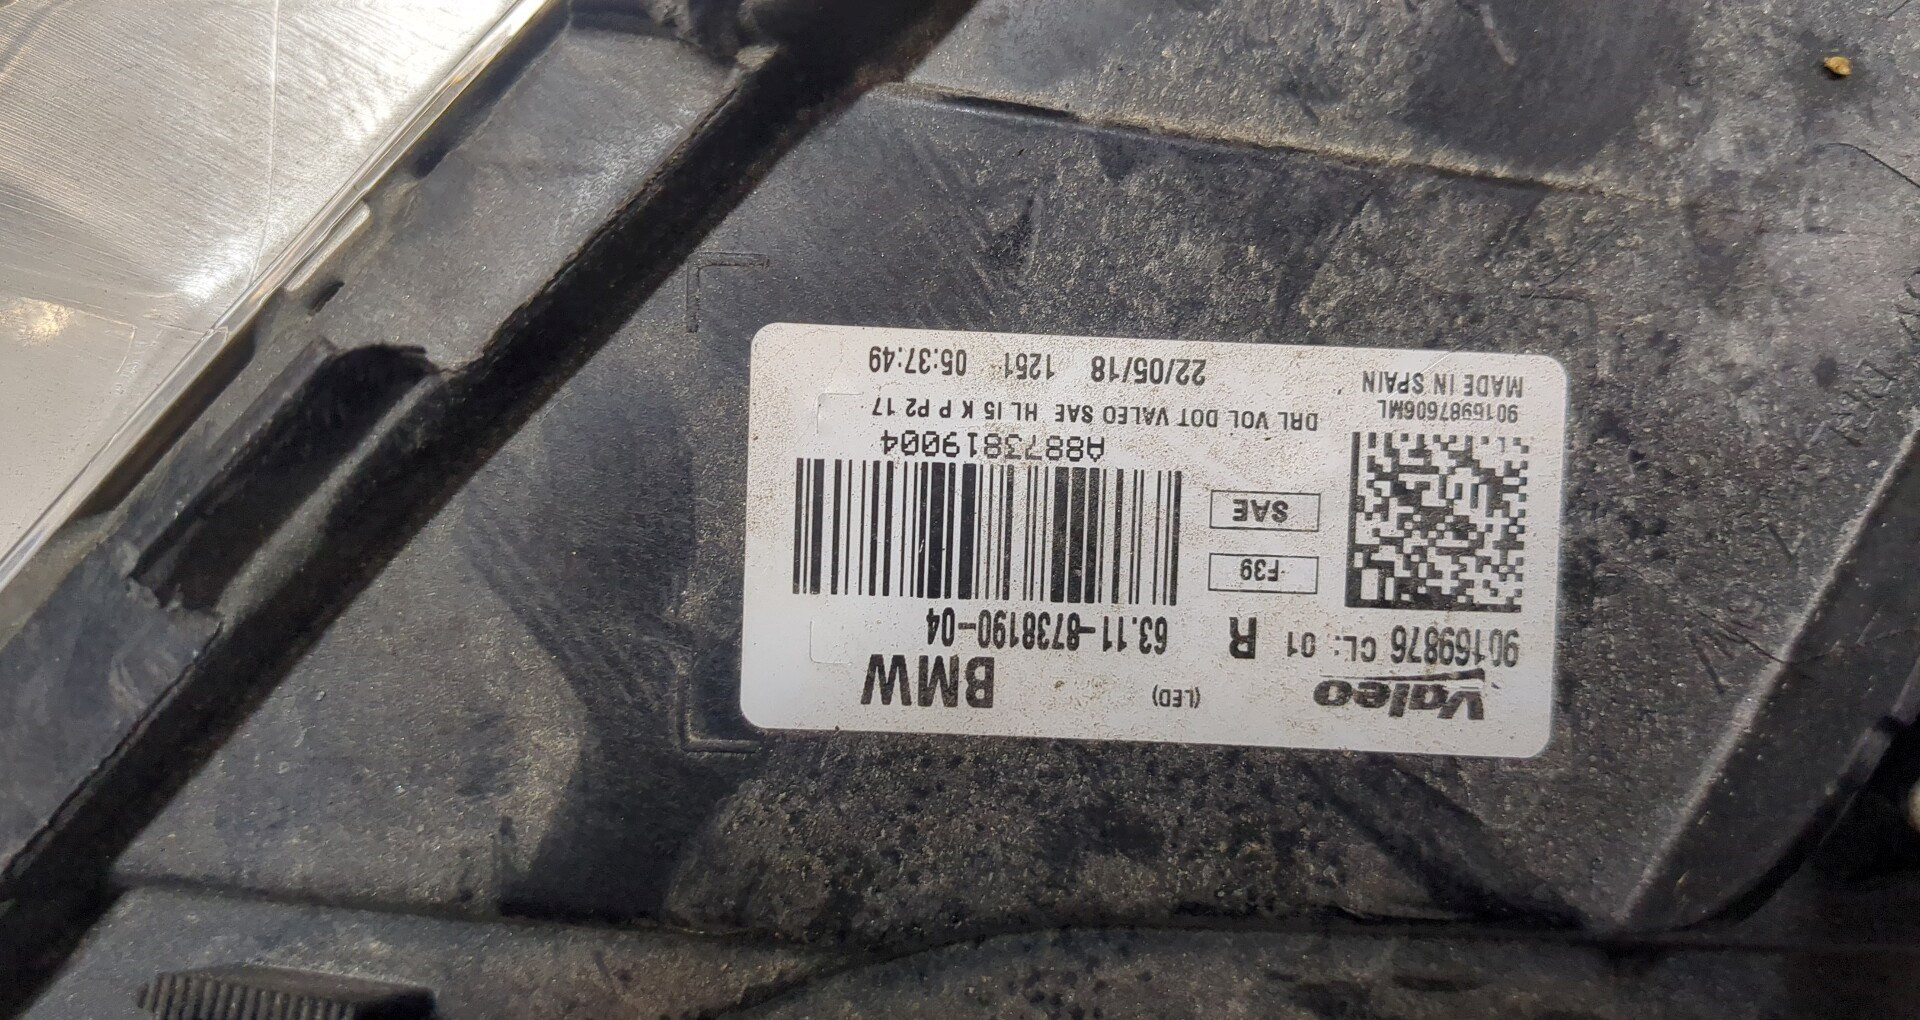 Valeo
(LED)
BMW
90169876 CL: 01 R
63.11-8738190-04
F39
SAE
A8873819004
9016987606ML
DRL VOL DOT VALEO SAE HL I5 K P P2 17
MADE IN SPAIN
22/05/18 1251 05:37:49